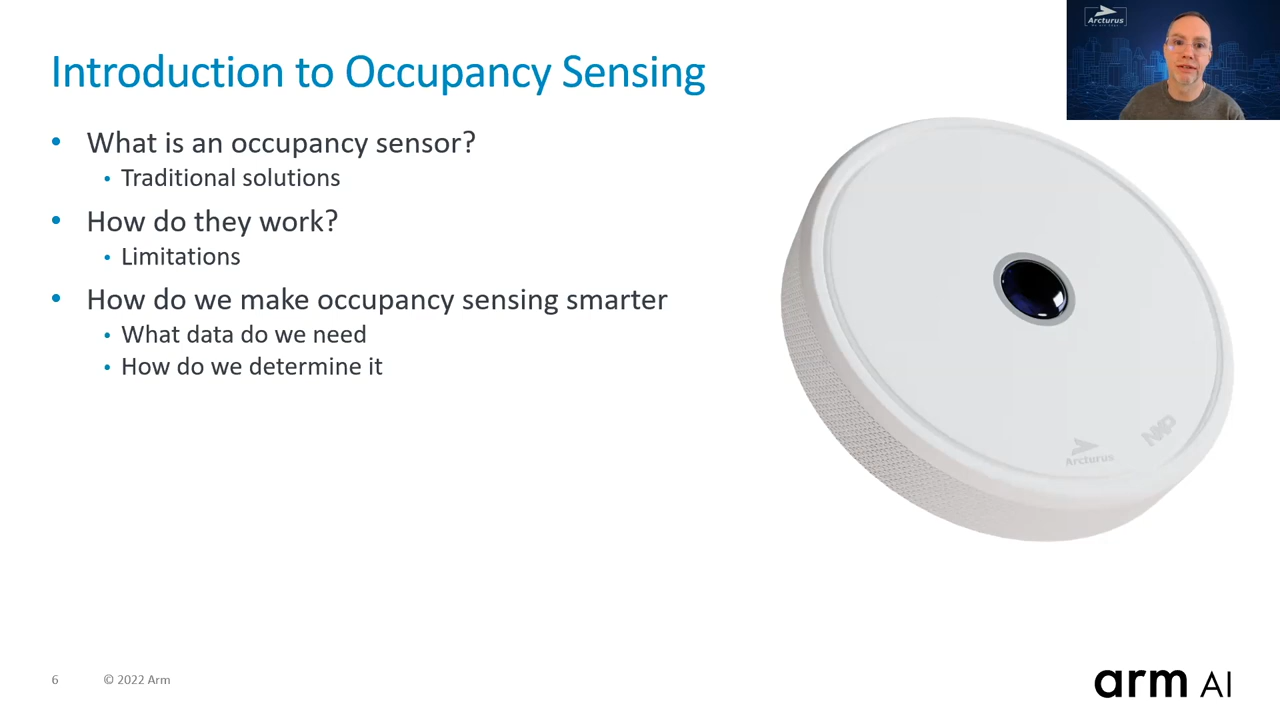 Arcturus
Introduction to Occupancy Sensing
• What is an occupancy sensor?
• Traditional solutions
• How do they work?
• Limitations
• How do we make occupancy sensing smarter
• What data do we need
• How do we determine it
NXP
Arcturus
6
© 2022 Arm
arm AI